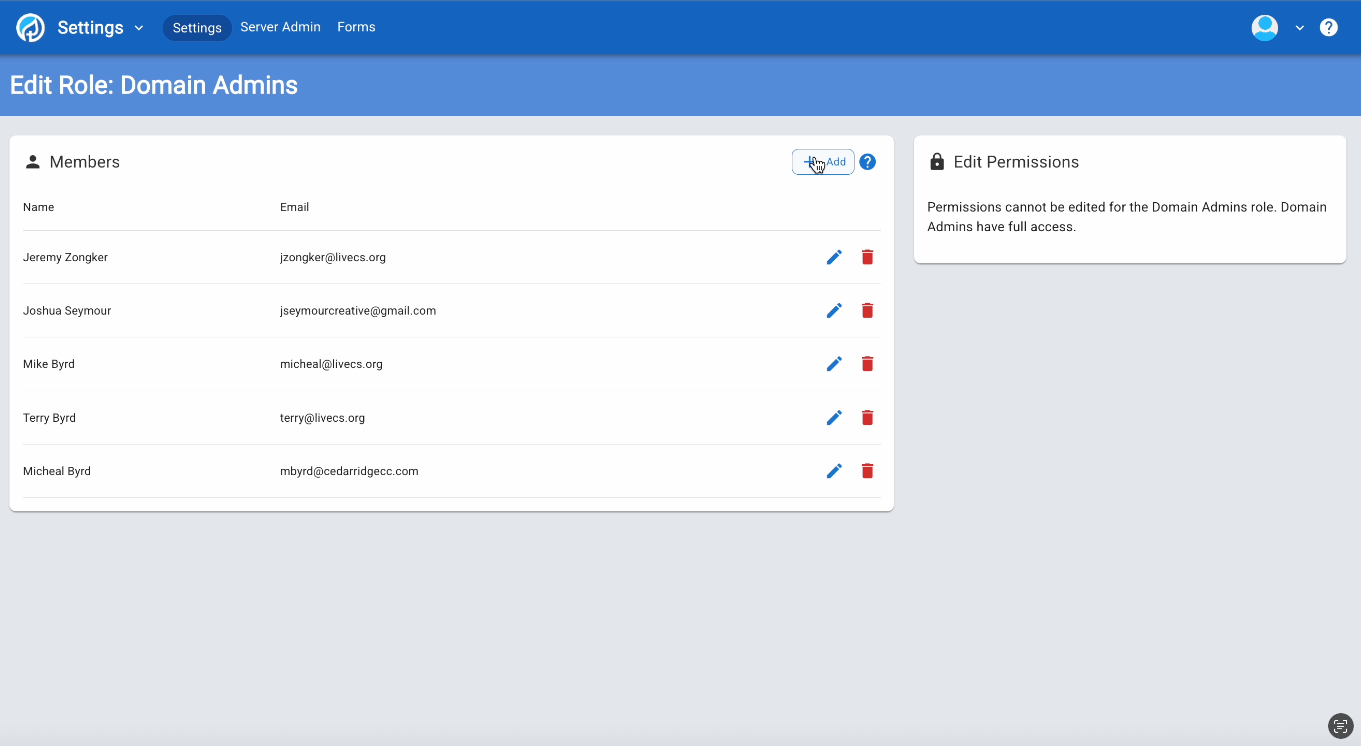 Settings
Settings Server Admin Forms
Edit Role: Domain Admins
Members
Add
Name Email
Jeremy Zongker jzongker@livecs.org
Joshua Seymour jseymourcreative@gmail.com
Mike Byrd micheal@livecs.org
Terry Byrd terry@livecs.org
Micheal Byrd mbyrd@cedarridgecc.com
Edit Permissions
Permissions cannot be edited for the Domain Admins role. Domain
Admins have full access.